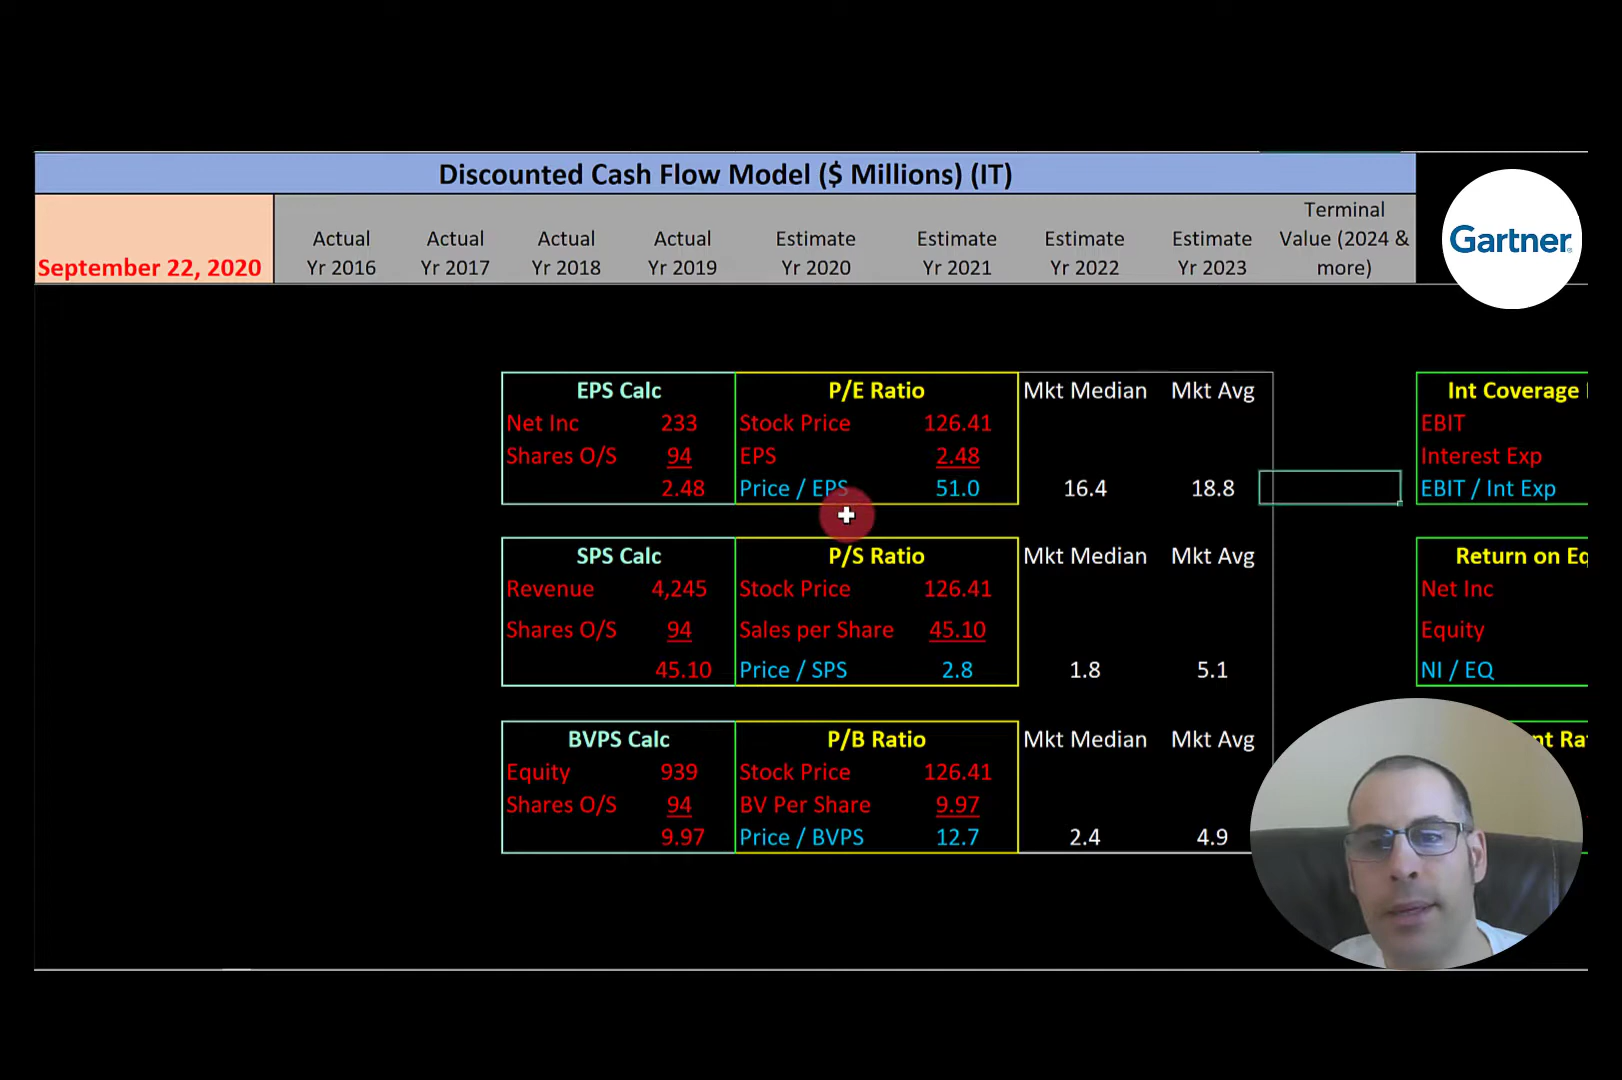 Discounted Cash Flow Model ($ Millions) (IT)
September 22, 2020
Actual Yr 2016
Actual Yr 2017
Actual Yr 2018
Actual Yr 2019
Estimate Yr 2020
Estimate Yr 2021
Estimate Yr 2022
Estimate Yr 2023
Terminal Value (2024 & more)
Gartner
EPS Calc P/E Ratio Mkt Median Mkt Avg Int Coverage
Net Inc 233 Stock Price 126.41 EBIT
Shares O/S 94 EPS 2.48 Interest Exp
2.48 Price / EPS 51.0 16.4 18.8 EBIT / Int Exp
SPS Calc P/S Ratio Mkt Median Mkt Avg Return on
Revenue 4,245 Stock Price 126.41 Net Inc
Shares O/S 94 Sales per Share 45.10 Equity
45.10 Price / SPS 2.8 1.8 5.1 NI / EQ
BVPS Calc P/B Ratio Mkt Median Mkt Avg
Equity 939 Stock Price 126.41
Shares O/S 94 BV Per Share 9.97
9.97 Price / BVPS 12.7 2.4 4.9